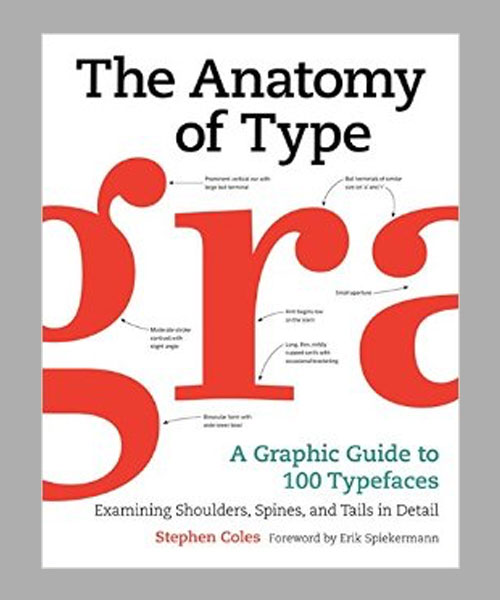 The Anatomy
of Type
Prominent vertical ear with
large ball terminal
Ball terminals of similar
size on 'a' and 'r'
gra
Small aperture
Moderate stroke
contrast with
slight angle
Arm begins low
on the stem
Long, thin, mildly
cupped serifs with
occasional bracketing
Binocular form with
wide lower bowl
A Graphic Guide to
100 Typefaces
Examining Shoulders, Spines, and Tails in Detail
Stephen Coles Foreword by Erik Spiekermann